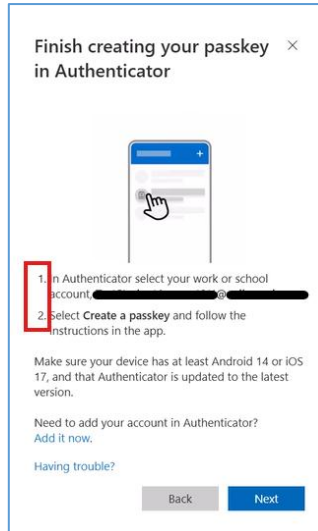 Finish creating your passkey
in Authenticator
1. In Authenticator select your work or school
account, @
2. Select Create a passkey and follow the
instructions in the app.
Make sure your device has at least Android 14 or iOS
17, and that Authenticator is updated to the latest
version.
Need to add your account in Authenticator?
Add it now.
Having trouble?
Back Next